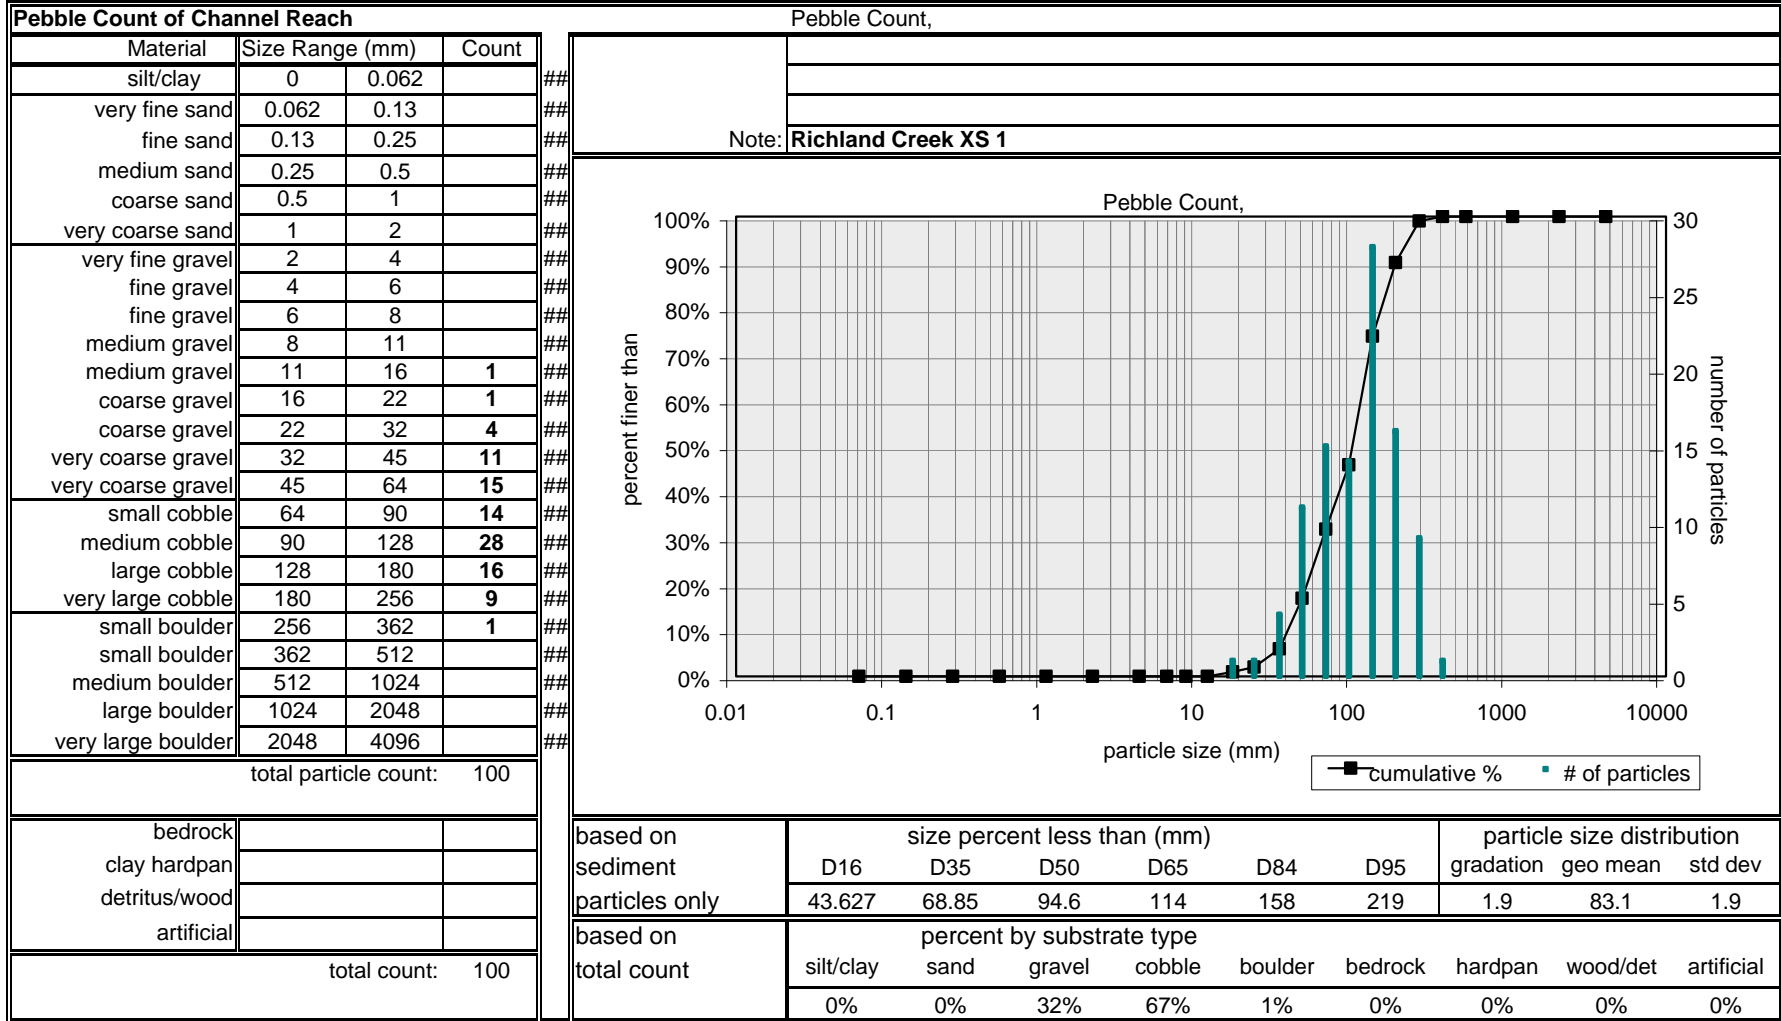 Pebble Count of Channel Reach
Pebble Count,
Material Size Range (mm) Count
silt/clay 0 0.062 ##
very fine sand 0.062 0.13 ##
fine sand 0.13 0.25 ##
medium sand 0.25 0.5 ##
coarse sand 0.5 1 ##
very coarse sand 1 2 ##
very fine gravel 2 4 ##
fine gravel 4 6 ##
fine gravel 6 8 ##
medium gravel 8 11 ##
medium gravel 11 16 1 ##
coarse gravel 16 22 1 ##
coarse gravel 22 32 4 ##
very coarse gravel 32 45 11 ##
very coarse gravel 45 64 15 ##
small cobble 64 90 14 ##
medium cobble 90 128 28 ##
large cobble 128 180 16 ##
very large cobble 180 256 9 ##
small boulder 256 362 1 ##
small boulder 362 512 ##
medium boulder 512 1024 ##
large boulder 1024 2048 ##
very large boulder 2048 4096 ##
total particle count: 100
bedrock
clay hardpan
detritus/wood
artificial
total count: 100
Note: Richland Creek XS 1
Pebble Count,
percent finer than
100%
90%
80%
70%
60%
50%
40%
30%
20%
10%
0%
30
25
20
15
10
5
0
number of particles
0.01 0.1 1 10 100 1000 10000
particle size (mm)
cumulative % # of particles
based on size percent less than (mm) particle size distribution
sediment D16 D35 D50 D65 D84 D95 gradation geo mean std dev
particles only 43.627 68.85 94.6 114 158 219 1.9 83.1 1.9
based on percent by substrate type
total count silt/clay sand gravel cobble boulder bedrock hardpan wood/det artificial
0% 0% 32% 67% 1% 0% 0% 0% 0%